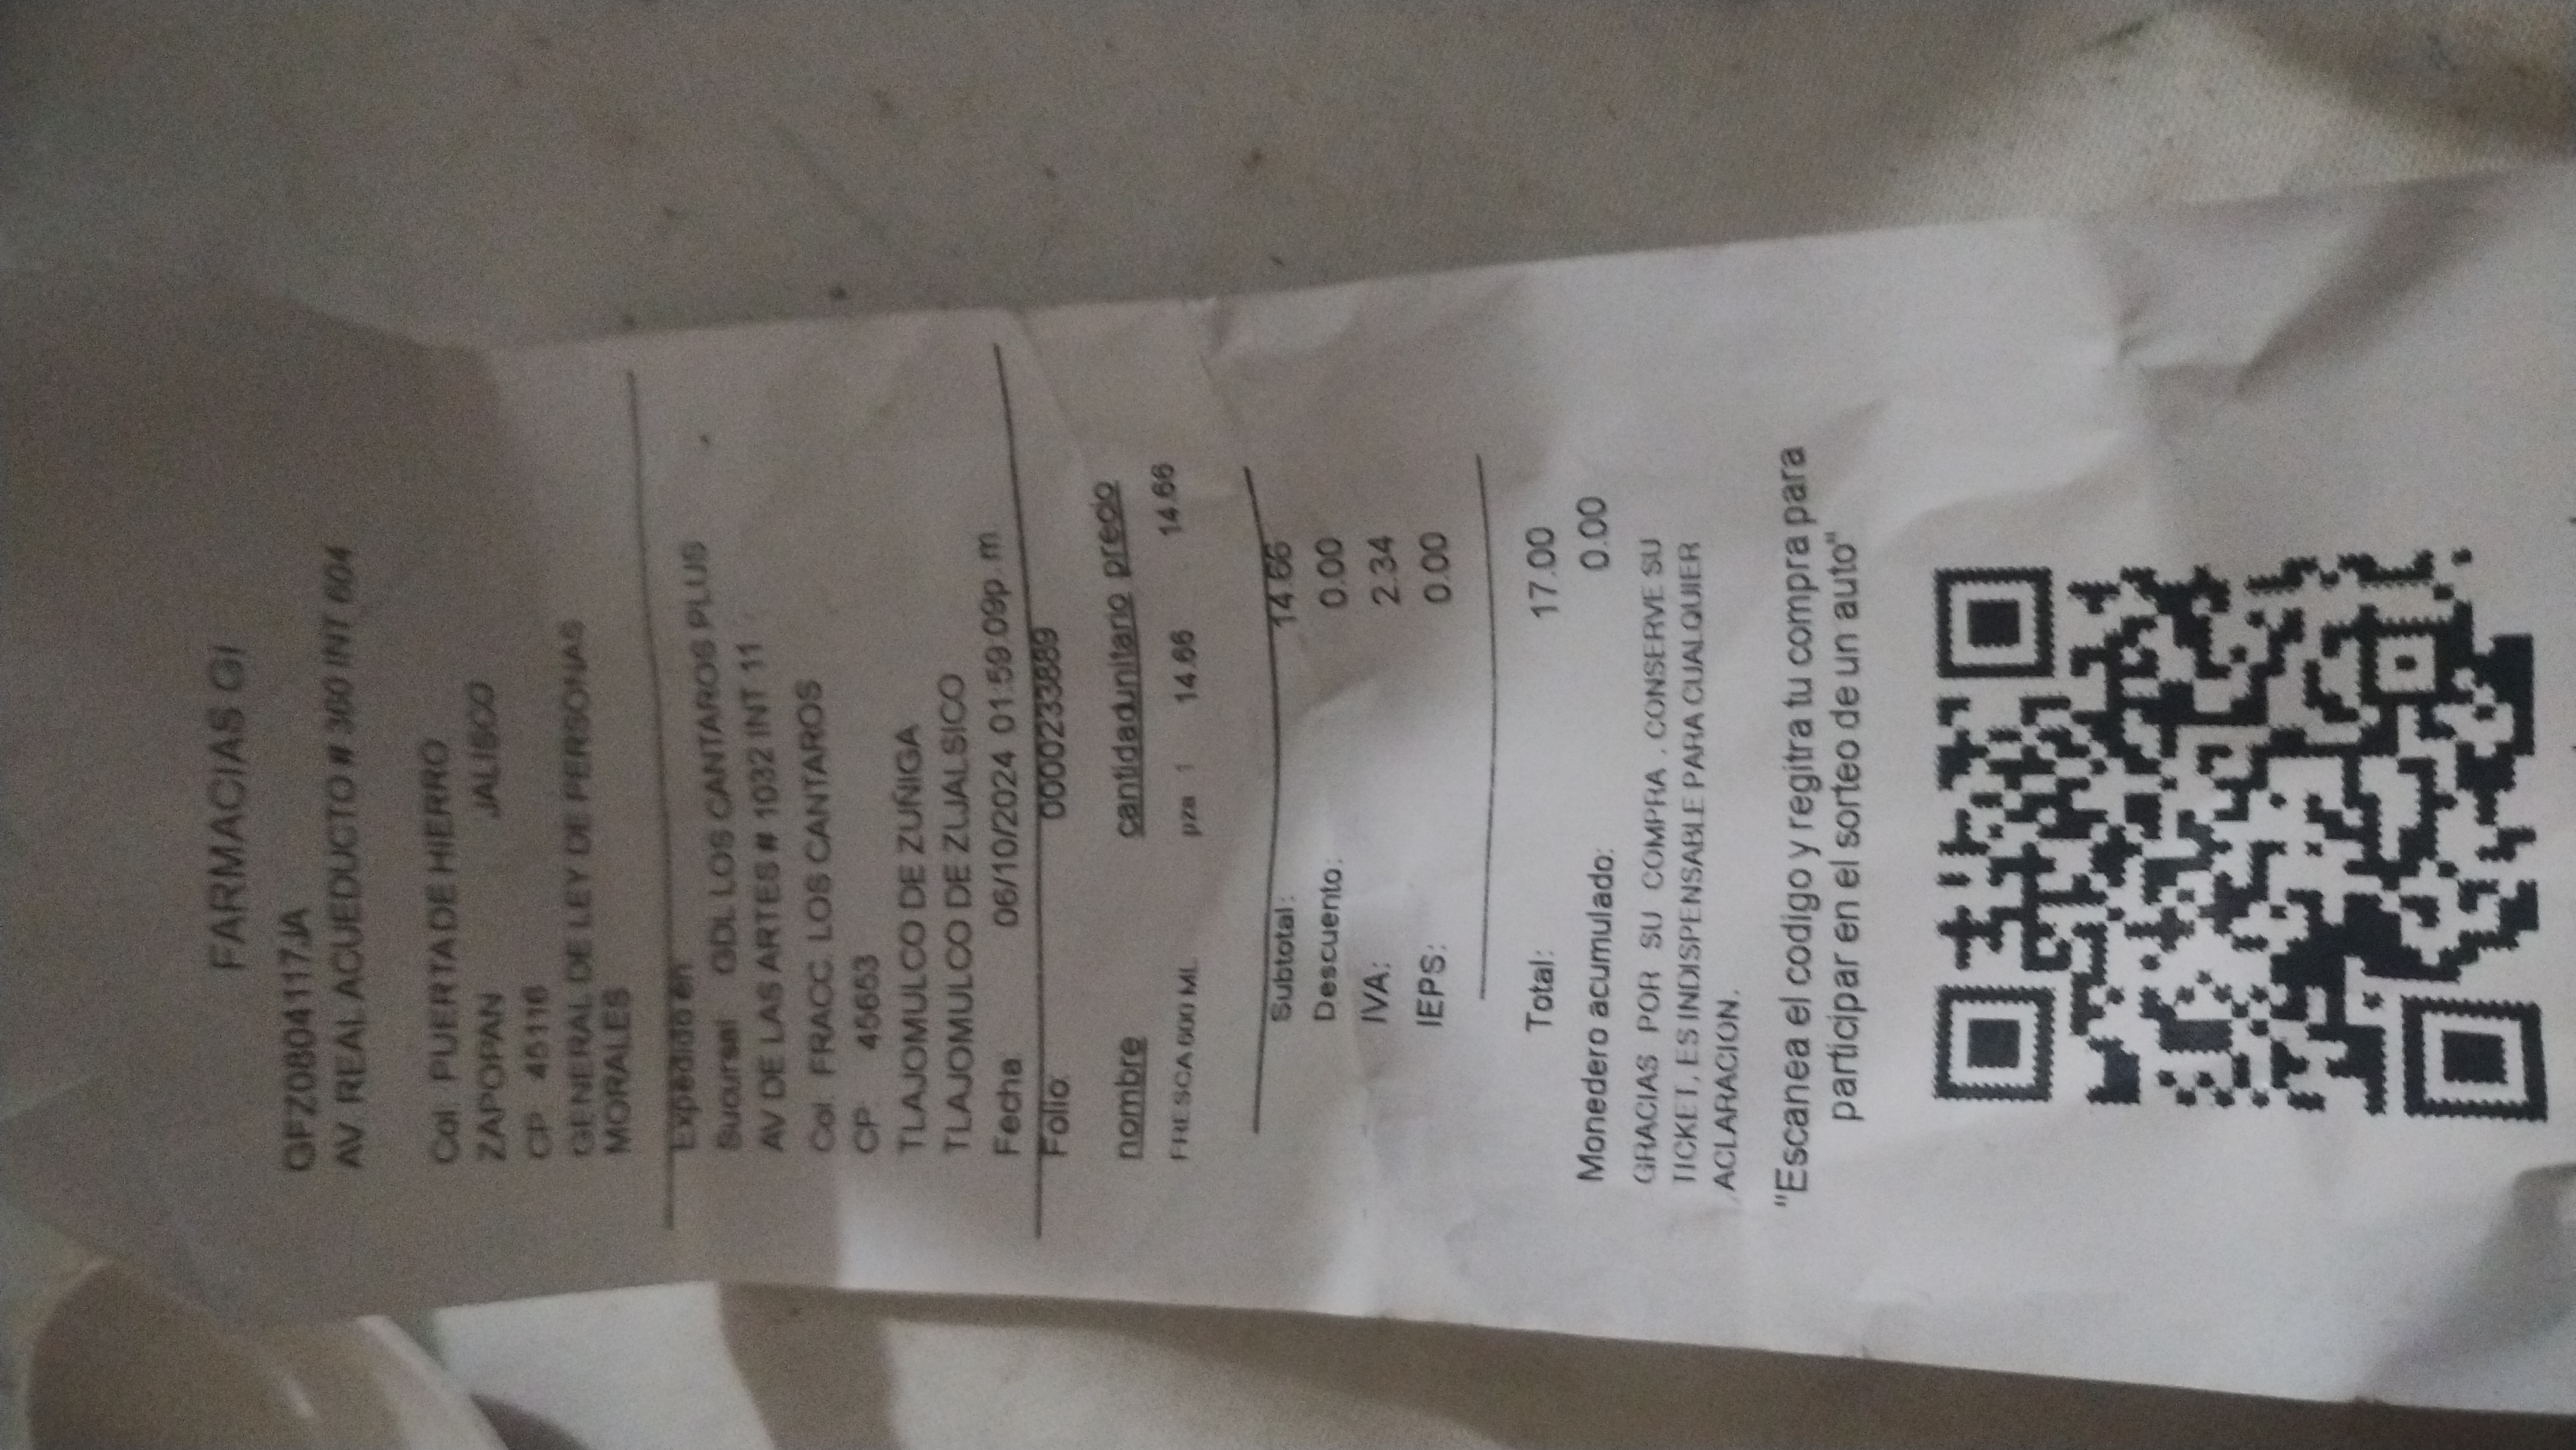 FARMACIAS GI
GFZ0804117JA
AV. REAL ACUEDUCTO # 360 INT 604
Col. PUERTA DE HIERRO
ZAPOPAN JALISCO
CP 45116
GENERAL DE LEY DE PERSONAS
MORALES
Expedido en
Sucursal GDL LOS CANTAROS PLUS
AV DE LAS ARTES # 1032 INT 11
Col. FRACC. LOS CANTAROS
CP 45653
TLAJOMULCO DE ZUÑIGA
TLAJOMULCO DE ZUJALSICO
Fecha 06/10/2024 01:59:09p.m
Folio 0000233889
nombre cantidadunitario precio
FRESCA 600 ML pza 1 14.66 14.66
Subtotal: 14.66
Descuento: 0.00
IVA: 2.34
IEPS: 0.00
Total: 17.00
Monedero acumulado: 0.00
GRACIAS POR SU COMPRA , CONSERVE SU
TICKET, ES INDISPENSABLE PARA CUALQUIER
ACLARACION.
"Escanea el codigo y regitra tu compra para
participar en el sorteo de un auto"